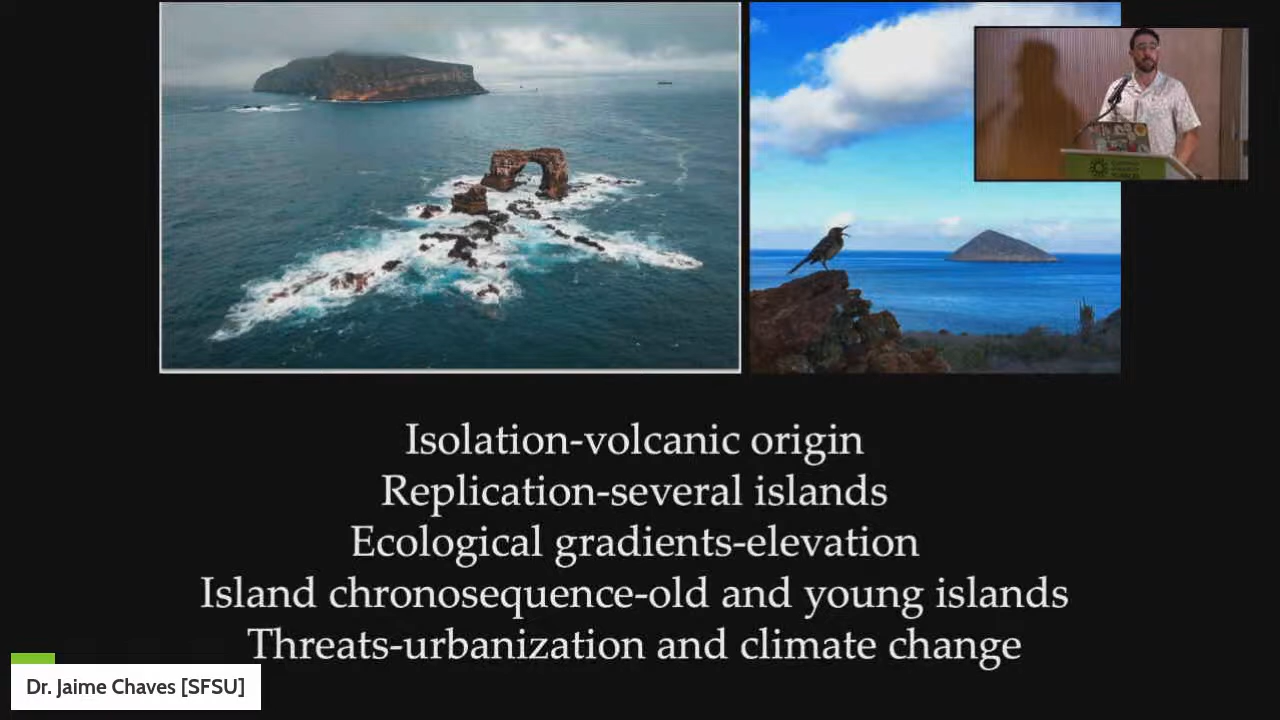 Isolation-volcanic origin
Replication-several islands
Ecological gradients-elevation
Island chronosequence-old and young islands
Threats-urbanization and climate change
Dr. Jaime Chaves [SFSU]